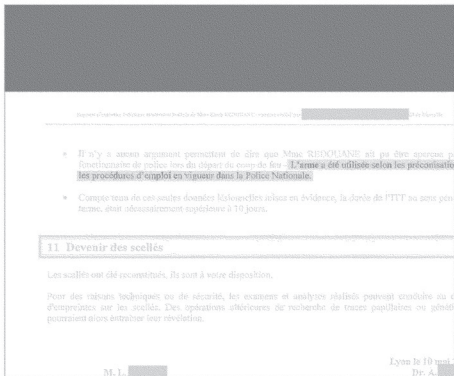 • Il n'y a aucun argument permettant de dire que Mme REDOUANE ait pu être aperçue
fonctionnaire de police lors du départ du coup de feu - L'arme a été utilisée selon les préconisatio
les procédures d'emploi en vigueur dans la Police Nationale.
• Compte tenu de ces seules données lésionnelles mises en évidence, la durée de l'ITT au sens pén
terme, était nécessairement supérieure à 10 jours.
11 Devenir des scellés
Les scellés ont été reconstitués. Ils sont à votre disposition.
Pour des raisons techniques ou de sécurité, les examens et analyses réalisés peuvent conduire
d'empreintes sur les scellés. Des opérations ultérieures de recherche de traces papillaires ou généti
pourraient alors entraîner leur révélation.
Lyon le 10 mai
M. L.
Dr. A.